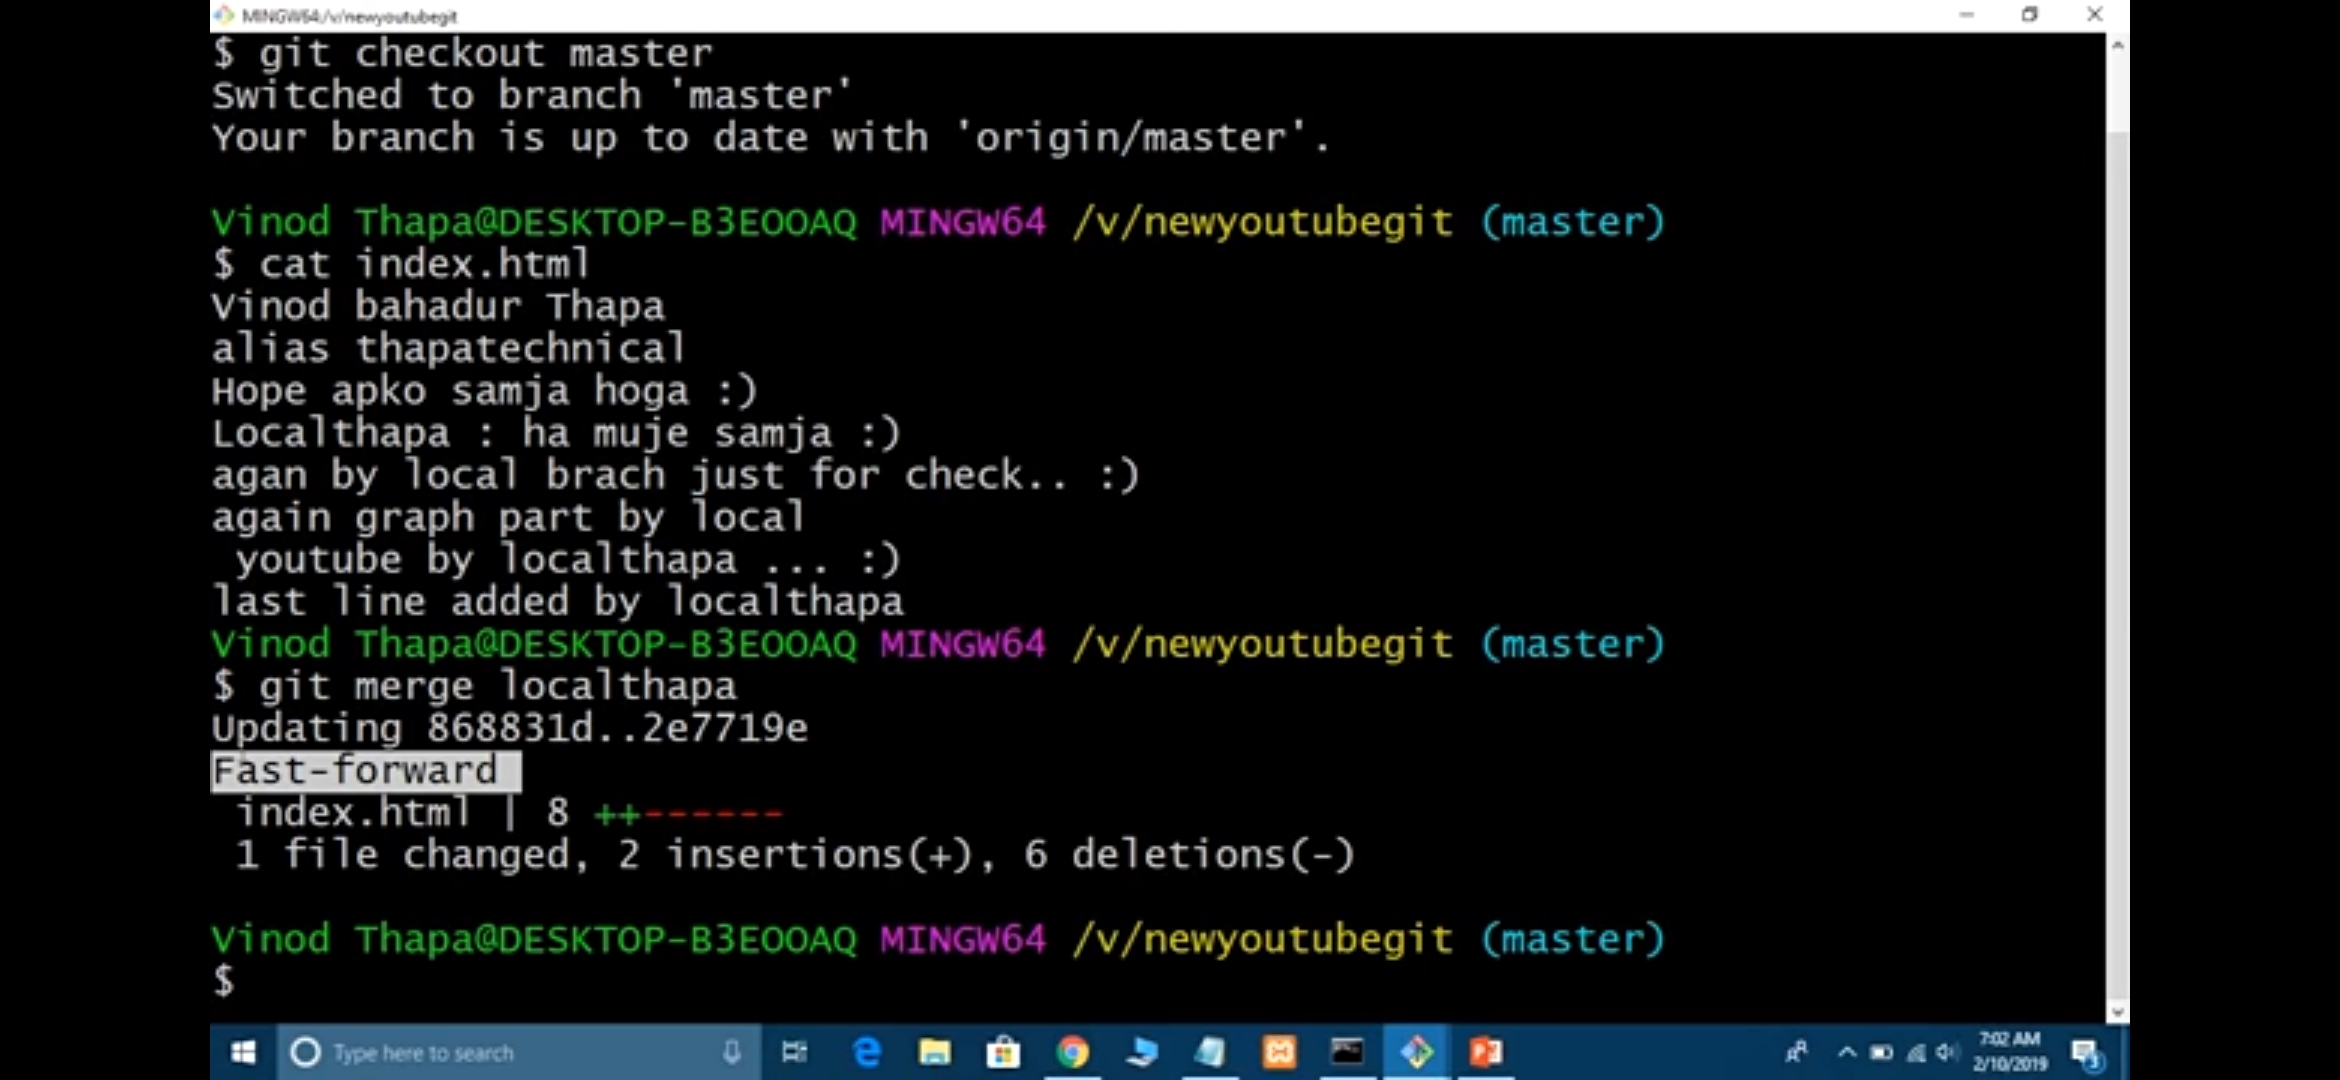 MINGW64:/v/newyoutubegit
$ git checkout master
Switched to branch 'master'
Your branch is up to date with 'origin/master'.
Vinod Thapa@DESKTOP-B3EOOAQ MINGW64 /v/newyoutubegit (master)
$ cat index.html
Vinod bahadur Thapa
alias thapatechnical
Hope apko samja hoga :)
Localthapa : ha muje samja :)
agan by local brach just for check.. :)
again graph part by local
 youtube by localthapa ... :)
last line added by localthapa
Vinod Thapa@DESKTOP-B3EOOAQ MINGW64 /v/newyoutubegit (master)
$ git merge localthapa
Updating 868831d..2e7719e
Fast-forward
 index.html | 8 ++------
 1 file changed, 2 insertions(+), 6 deletions(-)
Vinod Thapa@DESKTOP-B3EOOAQ MINGW64 /v/newyoutubegit (master)
$
Type here to search
7:02 AM
2/10/2019